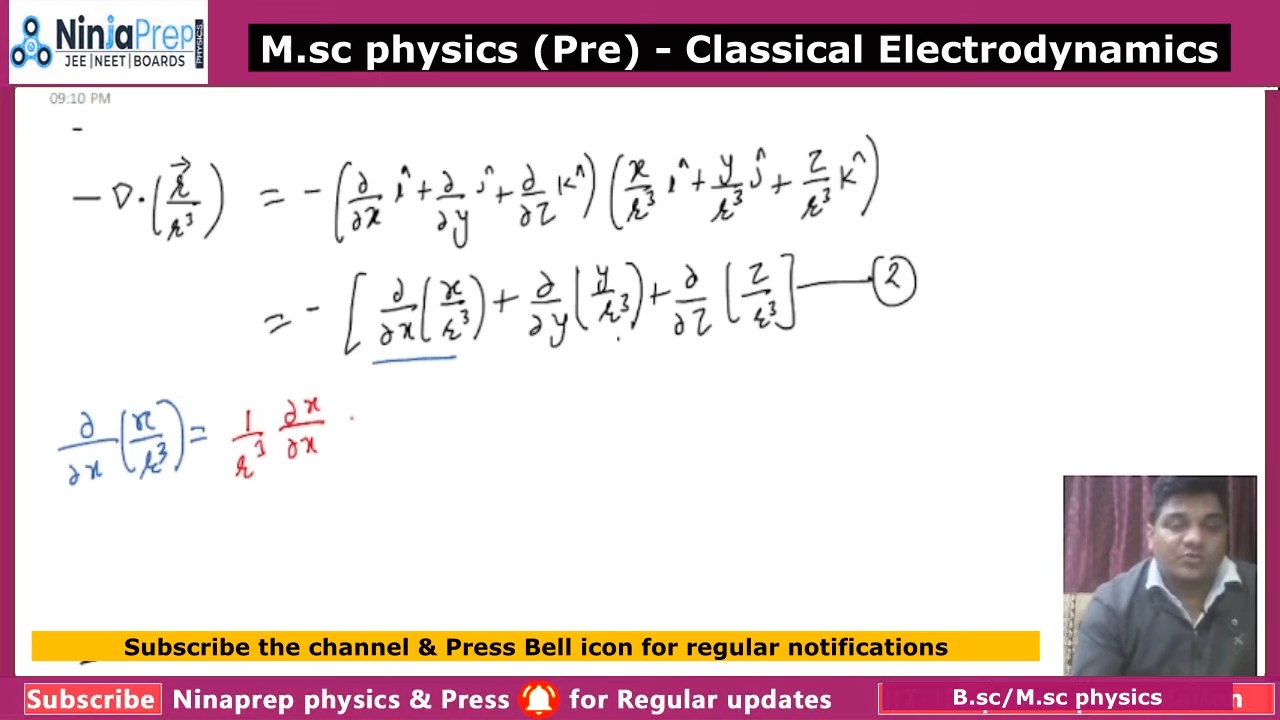 NinjaPrep
PHYSICS
JEE |NEET |BOARDS
M.sc physics (Pre) - Classical Electrodynamics
09:10 PM
-
-∇·(r⃗/r³) = -(∂/∂x î + ∂/∂y ĵ + ∂/∂z k̂) (x/r³ î + y/r³ ĵ + z/r³ k̂)
= -[∂/∂x (x/r³) + ∂/∂y (y/r³) + ∂/∂z (z/r³] — ②
∂/∂x (x/r³) = 1/r³ ∂x/∂x
Subscribe the channel & Press Bell icon for regular notifications
Subscribe Ninaprep physics & Press for Regular updates
B.sc/M.sc physics